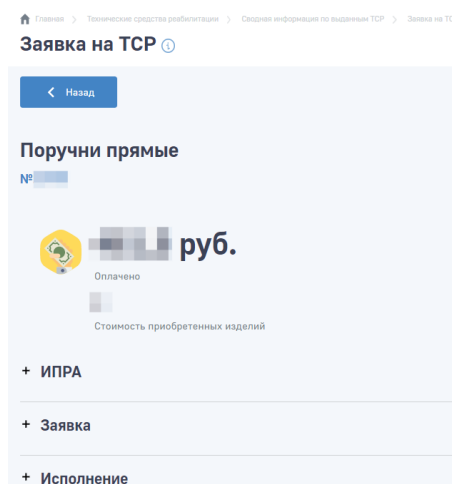 Главная > Технические средства реабилитации > Сводная информация по выданным ТСР > Заявка на ТС
Заявка на ТСР
Назад
Поручни прямые
№
руб.
Оплачено
Стоимость приобретенных изделий
+ ИПРА
+ Заявка
+ Исполнение